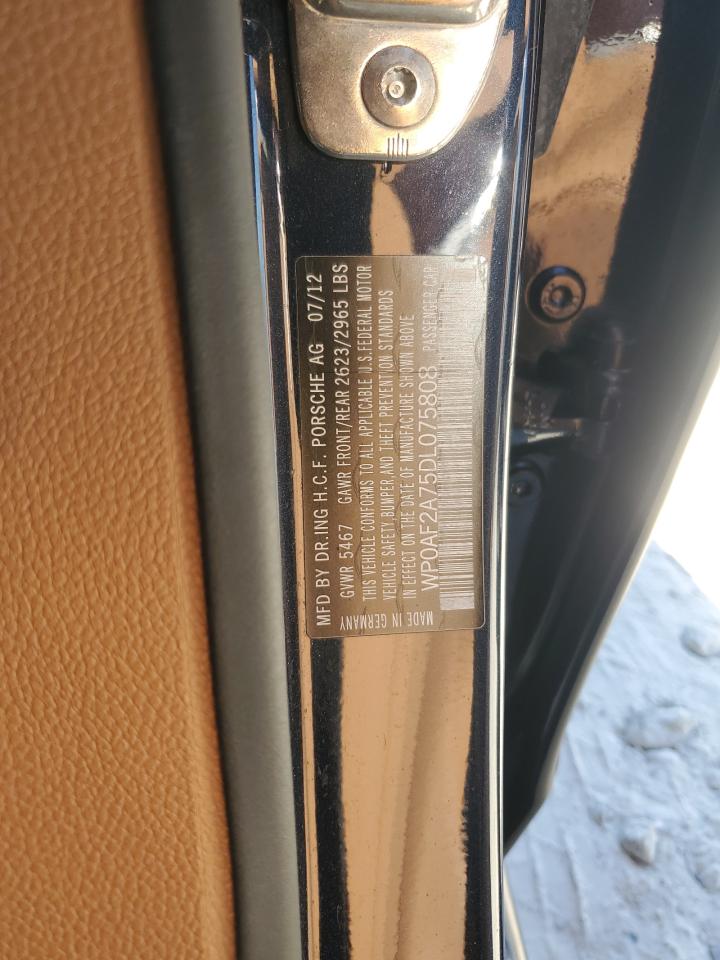 MFD BY DR.ING H.C.F. PORSCHE AG 07/12
GVWR 5467 GAWR FRONT/REAR 2623/2965 LBS
THIS VEHICLE CONFORMS TO ALL APPLICABLE U.S.FEDERAL MOTOR
VEHICLE SAFETY,BUMPER,AND THEFT PREVENTION STANDARDS
IN EFFECT ON THE DATE OF MANUFACTURE SHOWN ABOVE
WP0AF2A75DL075808 PASSENGER CAR
MADE IN GERMANY